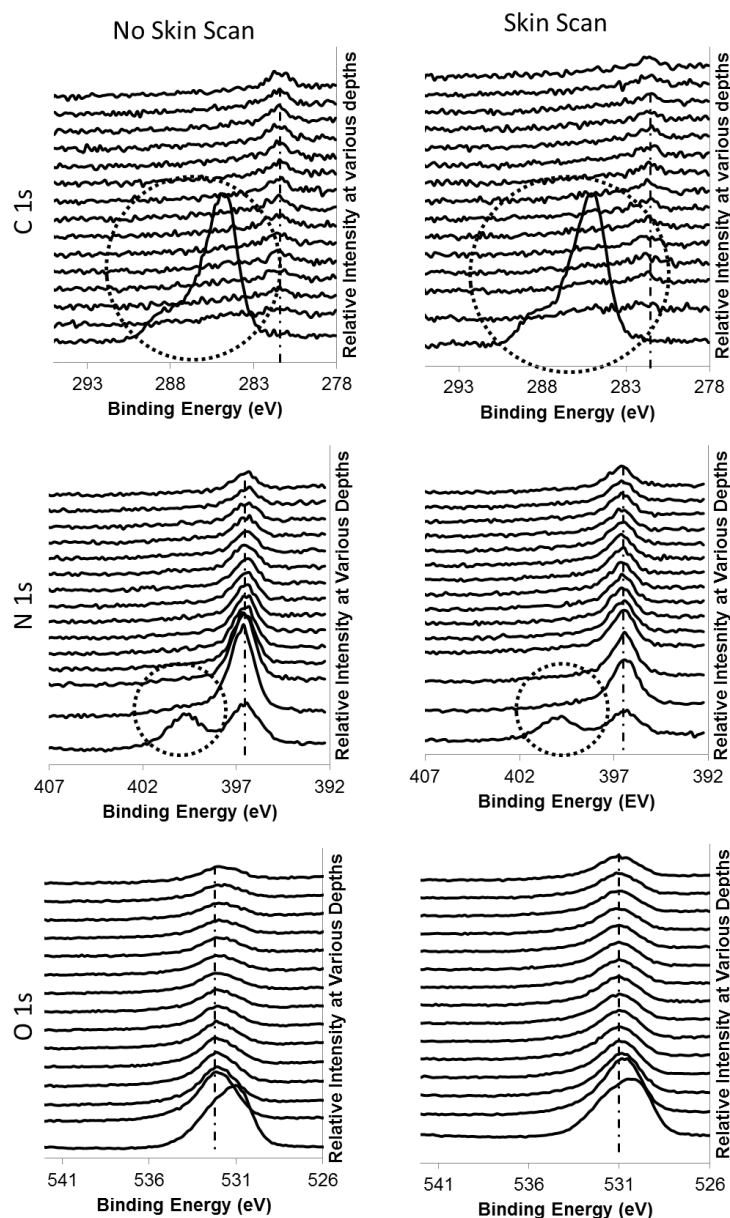 No Skin Scan
Skin Scan
C 1s
Relative Intensity at various depths
293 288 283 278
Binding Energy (eV)
Relative Intensity at various depths
293 288 283 278
Binding Energy (eV)
N 1s
Relative Intensity at Various Depths
407 402 397 392
Binding Energy (eV)
Relative Intesnity at Various Depths
407 402 397 392
Binding Energy (EV)
O 1s
Relative Intensity at Various Depths
541 536 531 526
Binding Energy (eV)
Relative Intensity at Various Depths
541 536 531 526
Binding Energy (eV)